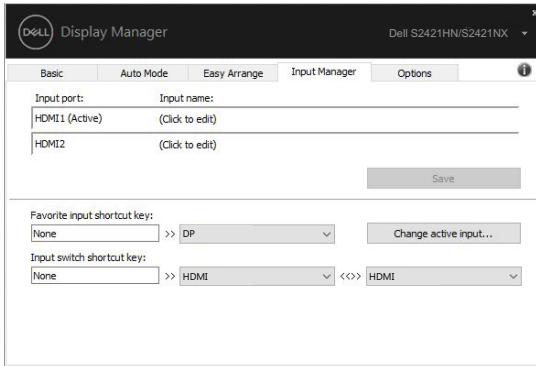 DELL Display Manager Dell S2421HN/S2421NX
Basic Auto Mode Easy Arrange Input Manager Options
Input port: Input name:
HDMI1 (Active) (Click to edit)
HDMI2 (Click to edit)
Save
Favorite input shortcut key:
None >> DP Change active input...
Input switch shortcut key:
None >> HDMI <<>> HDMI